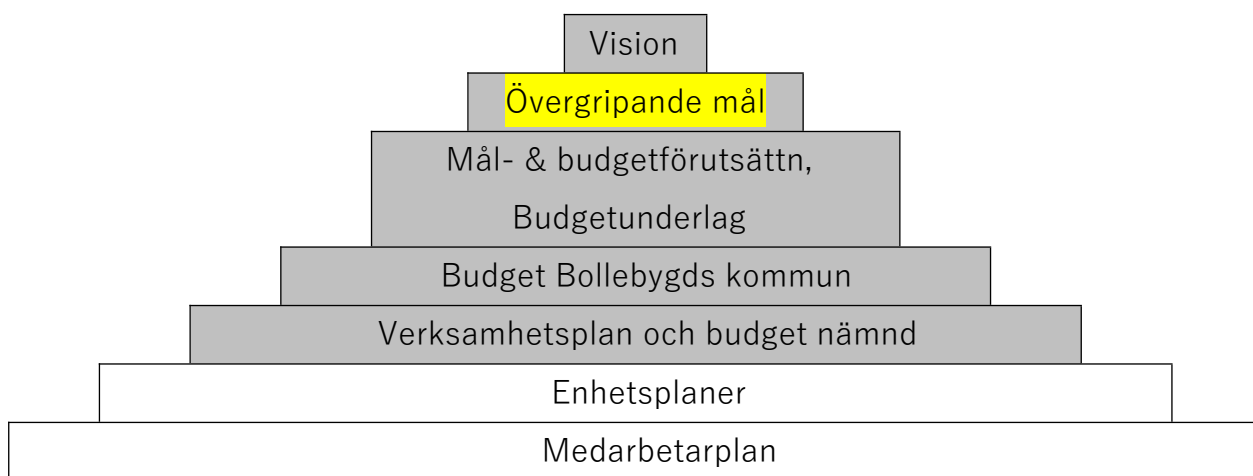 Vision
Övergripande mål
Mål- & budgetförutsättn,
Budgetunderlag
Budget Bollebygds kommun
Verksamhetsplan och budget nämnd
Enhetsplaner
Medarbetarplan